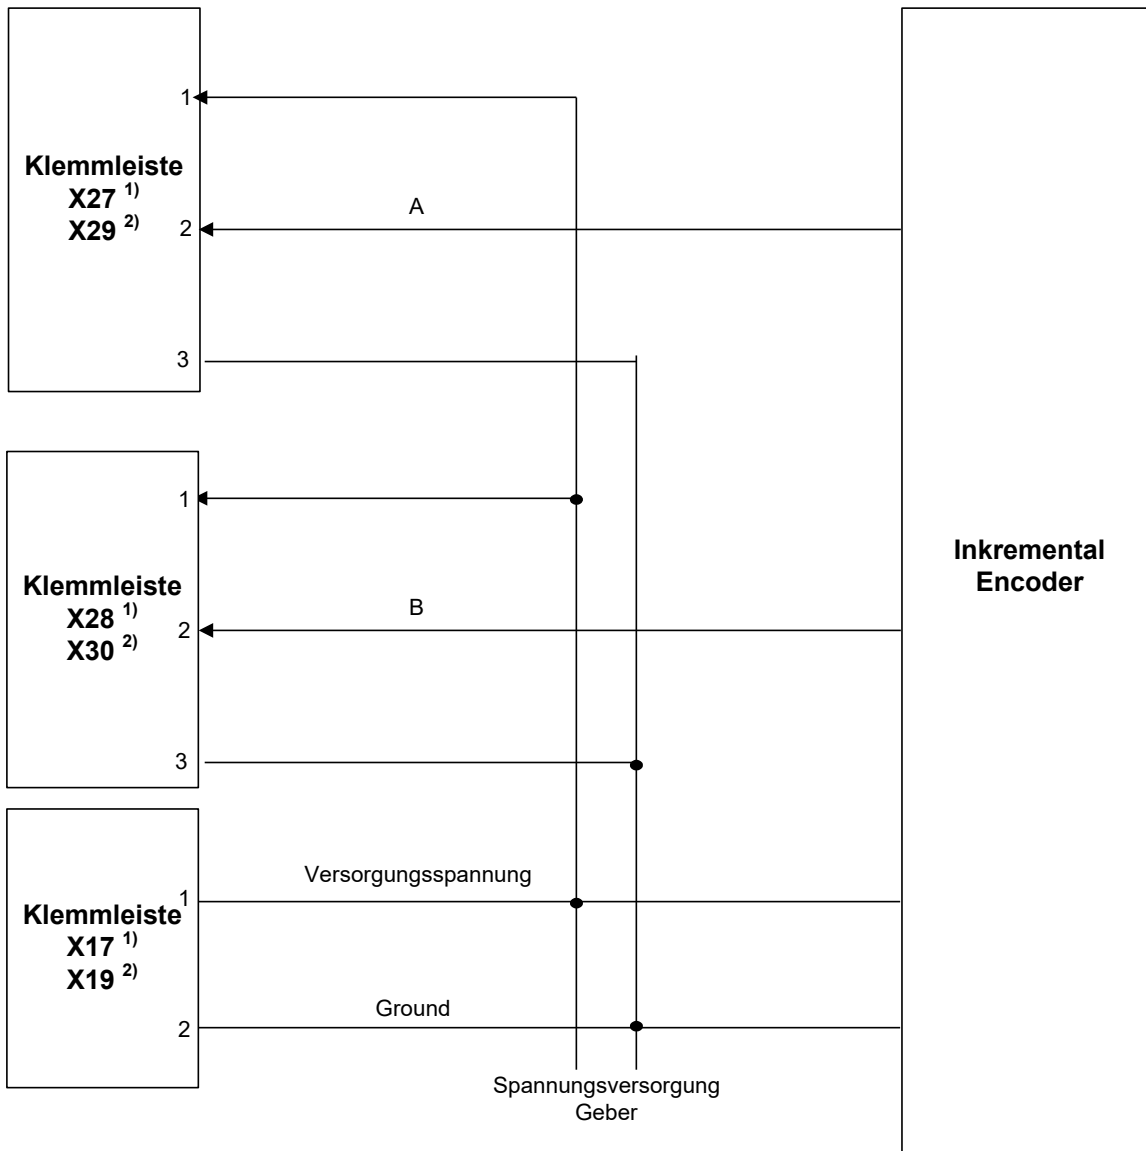 1
Klemmleiste
X27 1)
X29 2)
2
A
3
1
Klemmleiste
X28 1)
X30 2)
2
B
3
Inkremental
Encoder
Versorgungsspannung
1
Klemmleiste
X17 1)
X19 2)
Ground
2
Spannungsversorgung
Geber